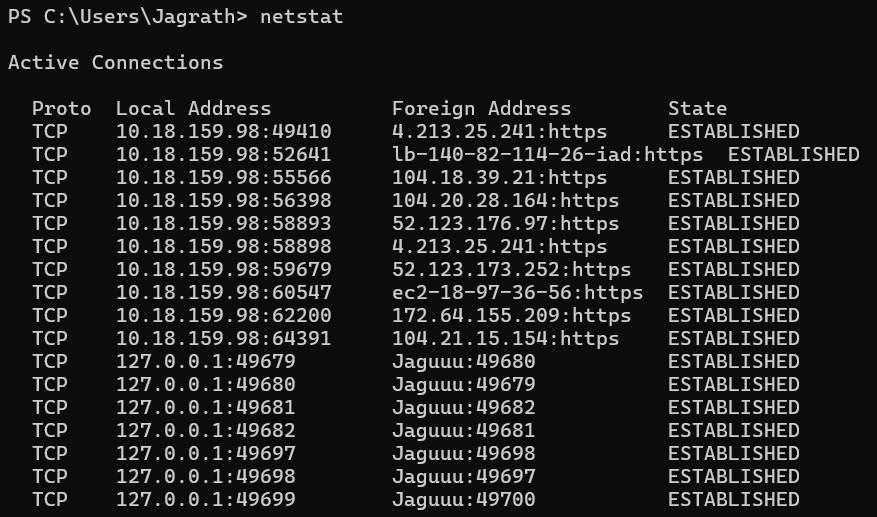 PS C:\Users\Jagrath> netstat
Active Connections
Proto Local Address Foreign Address State
TCP 10.18.159.98:49410 4.213.25.241:https ESTABLISHED
TCP 10.18.159.98:52641 lb-140-82-114-26-iad:https ESTABLISHED
TCP 10.18.159.98:55566 104.18.39.21:https ESTABLISHED
TCP 10.18.159.98:56398 104.20.28.164:https ESTABLISHED
TCP 10.18.159.98:58893 52.123.176.97:https ESTABLISHED
TCP 10.18.159.98:58898 4.213.25.241:https ESTABLISHED
TCP 10.18.159.98:59679 52.123.173.252:https ESTABLISHED
TCP 10.18.159.98:60547 ec2-18-97-36-56:https ESTABLISHED
TCP 10.18.159.98:62200 172.64.155.209:https ESTABLISHED
TCP 10.18.159.98:64391 104.21.15.154:https ESTABLISHED
TCP 127.0.0.1:49679 Jaguuu:49680 ESTABLISHED
TCP 127.0.0.1:49680 Jaguuu:49679 ESTABLISHED
TCP 127.0.0.1:49681 Jaguuu:49682 ESTABLISHED
TCP 127.0.0.1:49682 Jaguuu:49681 ESTABLISHED
TCP 127.0.0.1:49697 Jaguuu:49698 ESTABLISHED
TCP 127.0.0.1:49698 Jaguuu:49697 ESTABLISHED
TCP 127.0.0.1:49699 Jaguuu:49700 ESTABLISHED